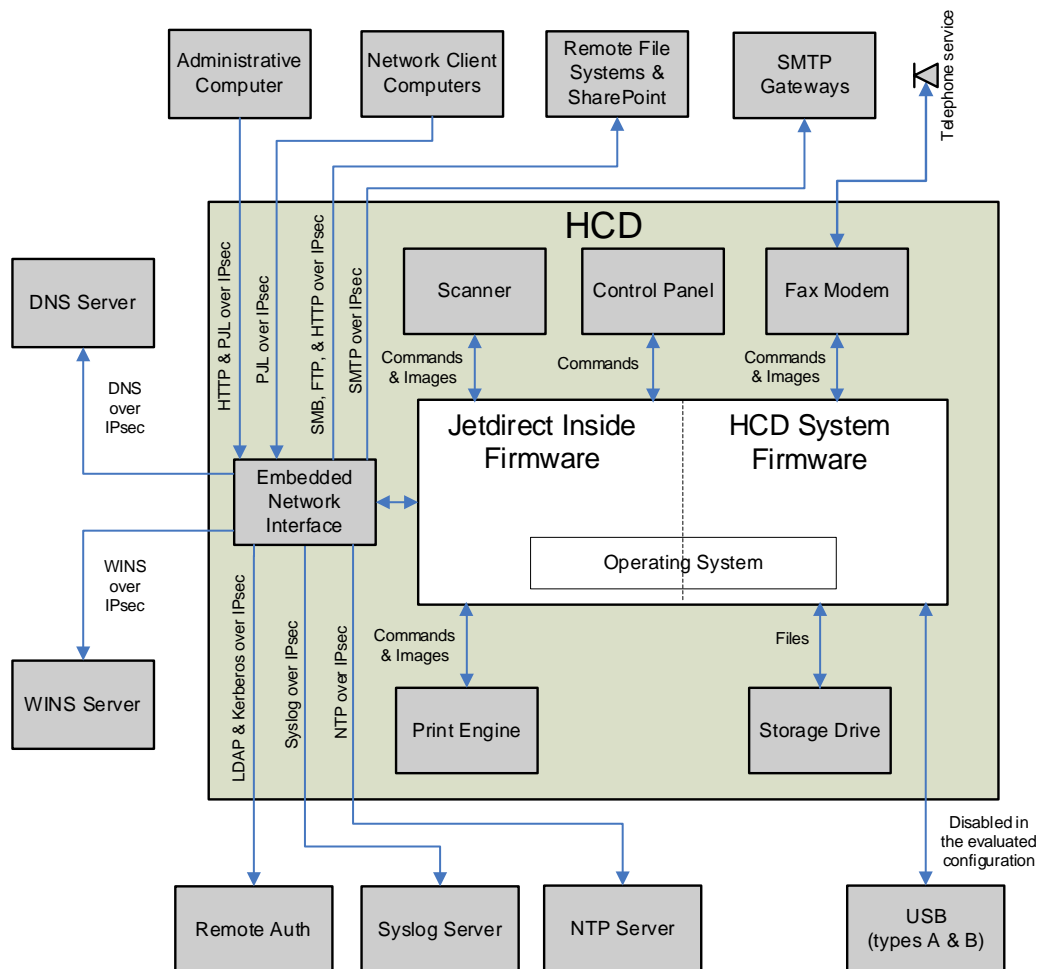 Administrative
Computer
Network Client
Computers
Remote File
Systems &
SharePoint
SMTP
Gateways
Telephone service
HCD
DNS Server
HTTP & PJL over IPsec
PJL over IPsec
SMB, FTP, & HTTP over IPsec
SMTP over IPsec
Scanner
Control Panel
Fax Modem
Commands
& Images
Commands
Commands
& Images
DNS
over
IPsec
Jetdirect Inside
Firmware
HCD System
Firmware
Embedded
Network
Interface
Operating System
WINS
over
IPsec
WINS Server
LDAP & Kerberos over IPsec
Syslog over IPsec
NTP over IPsec
Commands
& Images
Files
Print Engine
Storage Drive
Disabled in
the evaluated
configuration
Remote Auth
Syslog Server
NTP Server
USB
(types A & B)